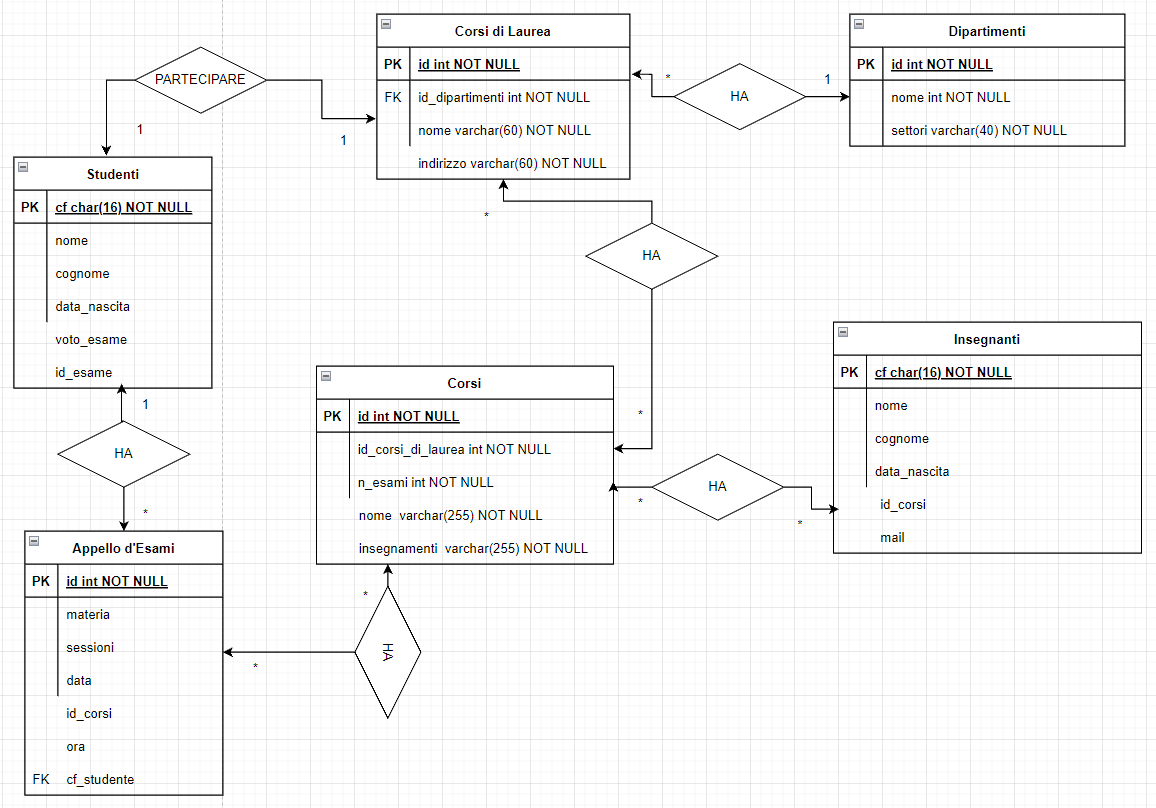 Corsi di Laurea
PK id int NOT NULL
FK id_dipartimenti int NOT NULL
nome varchar(60) NOT NULL
indirizzo varchar(60) NOT NULL
Dipartimenti
PK id int NOT NULL
nome int NOT NULL
settori varchar(40) NOT NULL
PARTECIPARE
1
1
*
HA
1
Studenti
PK cf char(16) NOT NULL
nome
cognome
data_nascita
voto_esame
id_esame
*
HA
*
Insegnanti
PK cf char(16) NOT NULL
nome
cognome
data_nascita
id_corsi
mail
Corsi
PK id int NOT NULL
id_corsi_di_laurea int NOT NULL
n_esami int NOT NULL
nome varchar(255) NOT NULL
insegnamenti varchar(255) NOT NULL
*
HA
*
1
HA
*
Appello d'Esami
PK id int NOT NULL
materia
sessioni
data
id_corsi
ora
FK cf_studente
*
HA
*